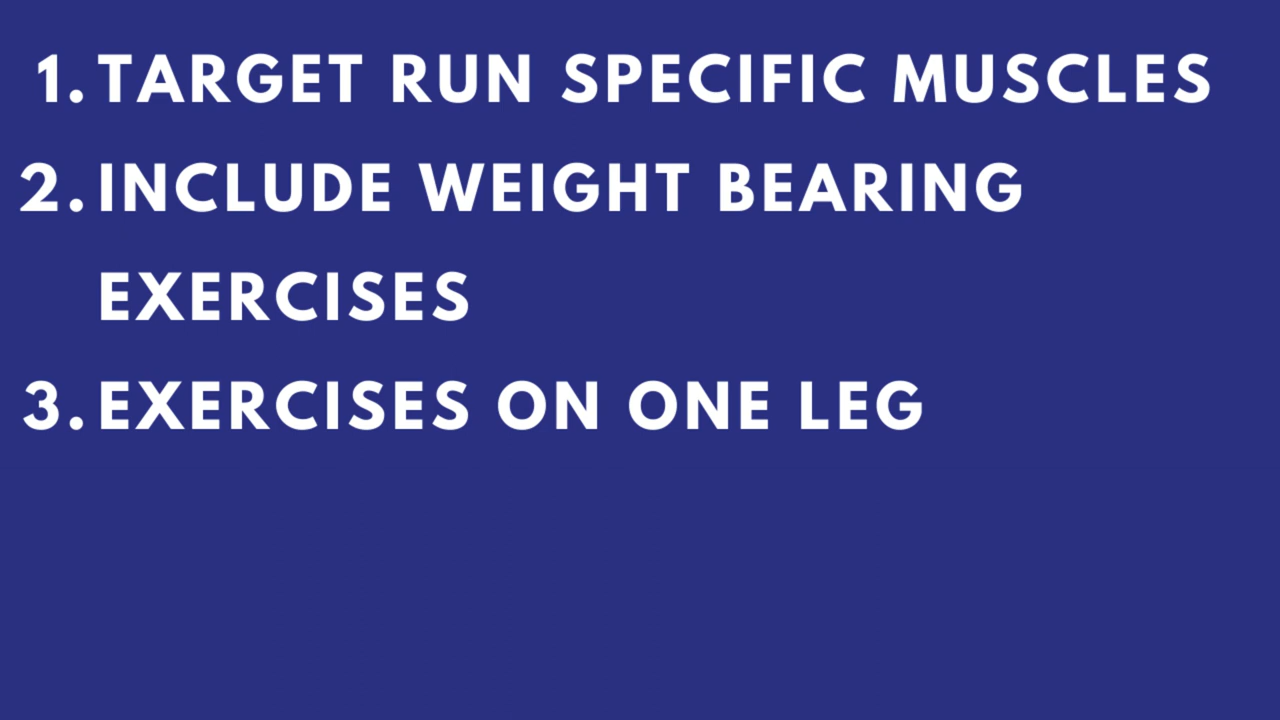 1. TARGET RUN SPECIFIC MUSCLES
2. INCLUDE WEIGHT BEARING
EXERCISES
3. EXERCISES ON ONE LEG